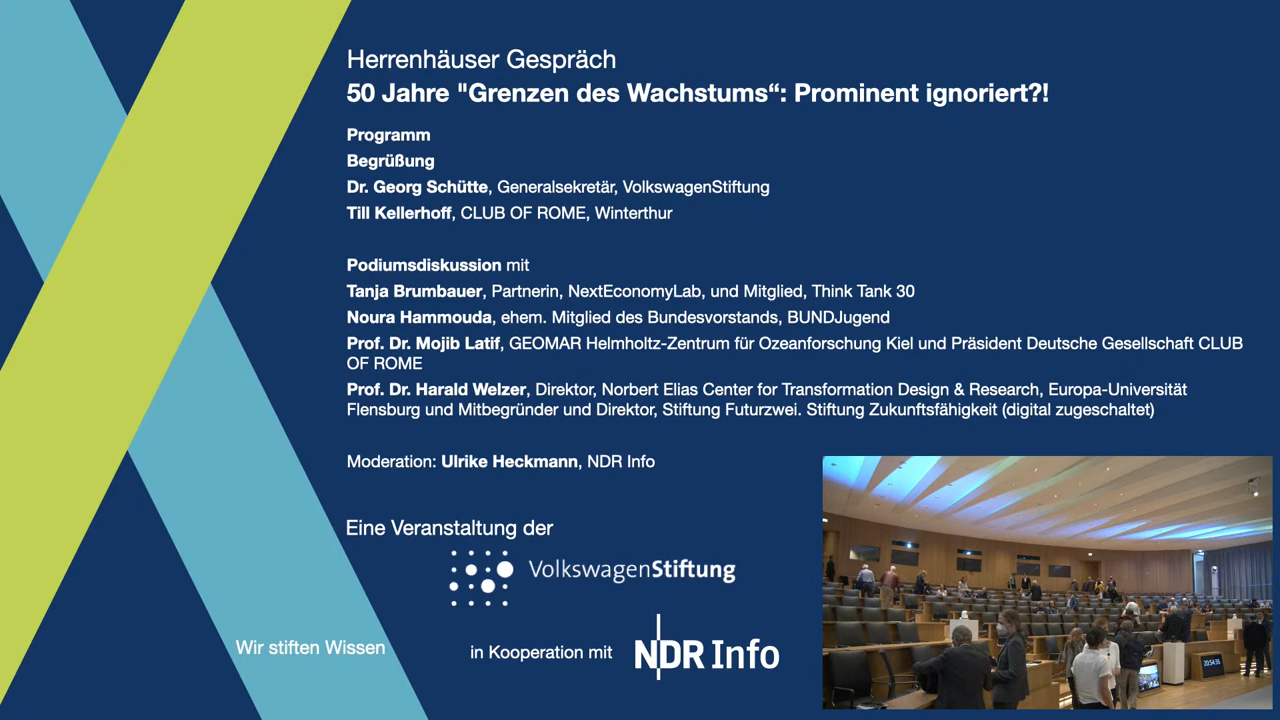 Herrenhäuser Gespräch
50 Jahre "Grenzen des Wachstums“: Prominent ignoriert?!
Programm
Begrüßung
Dr. Georg Schütte, Generalsekretär, VolkswagenStiftung
Till Kellerhoff, CLUB OF ROME, Winterthur
Podiumsdiskussion mit
Tanja Brumbauer, Partnerin, NextEconomyLab, und Mitglied, Think Tank 30
Noura Hammouda, ehem. Mitglied des Bundesvorstands, BUNDJugend
Prof. Dr. Mojib Latif, GEOMAR Helmholtz-Zentrum für Ozeanforschung Kiel und Präsident Deutsche Gesellschaft CLUB
OF ROME
Prof. Dr. Harald Welzer, Direktor, Norbert Elias Center for Transformation Design & Research, Europa-Universität
Flensburg und Mitbegründer und Direktor, Stiftung Futurzwei. Stiftung Zukunftsfähigkeit (digital zugeschaltet)
Moderation: Ulrike Heckmann, NDR Info
Eine Veranstaltung der
VolkswagenStiftung
Wir stiften Wissen
in Kooperation mit
NDR Info
20:54:36